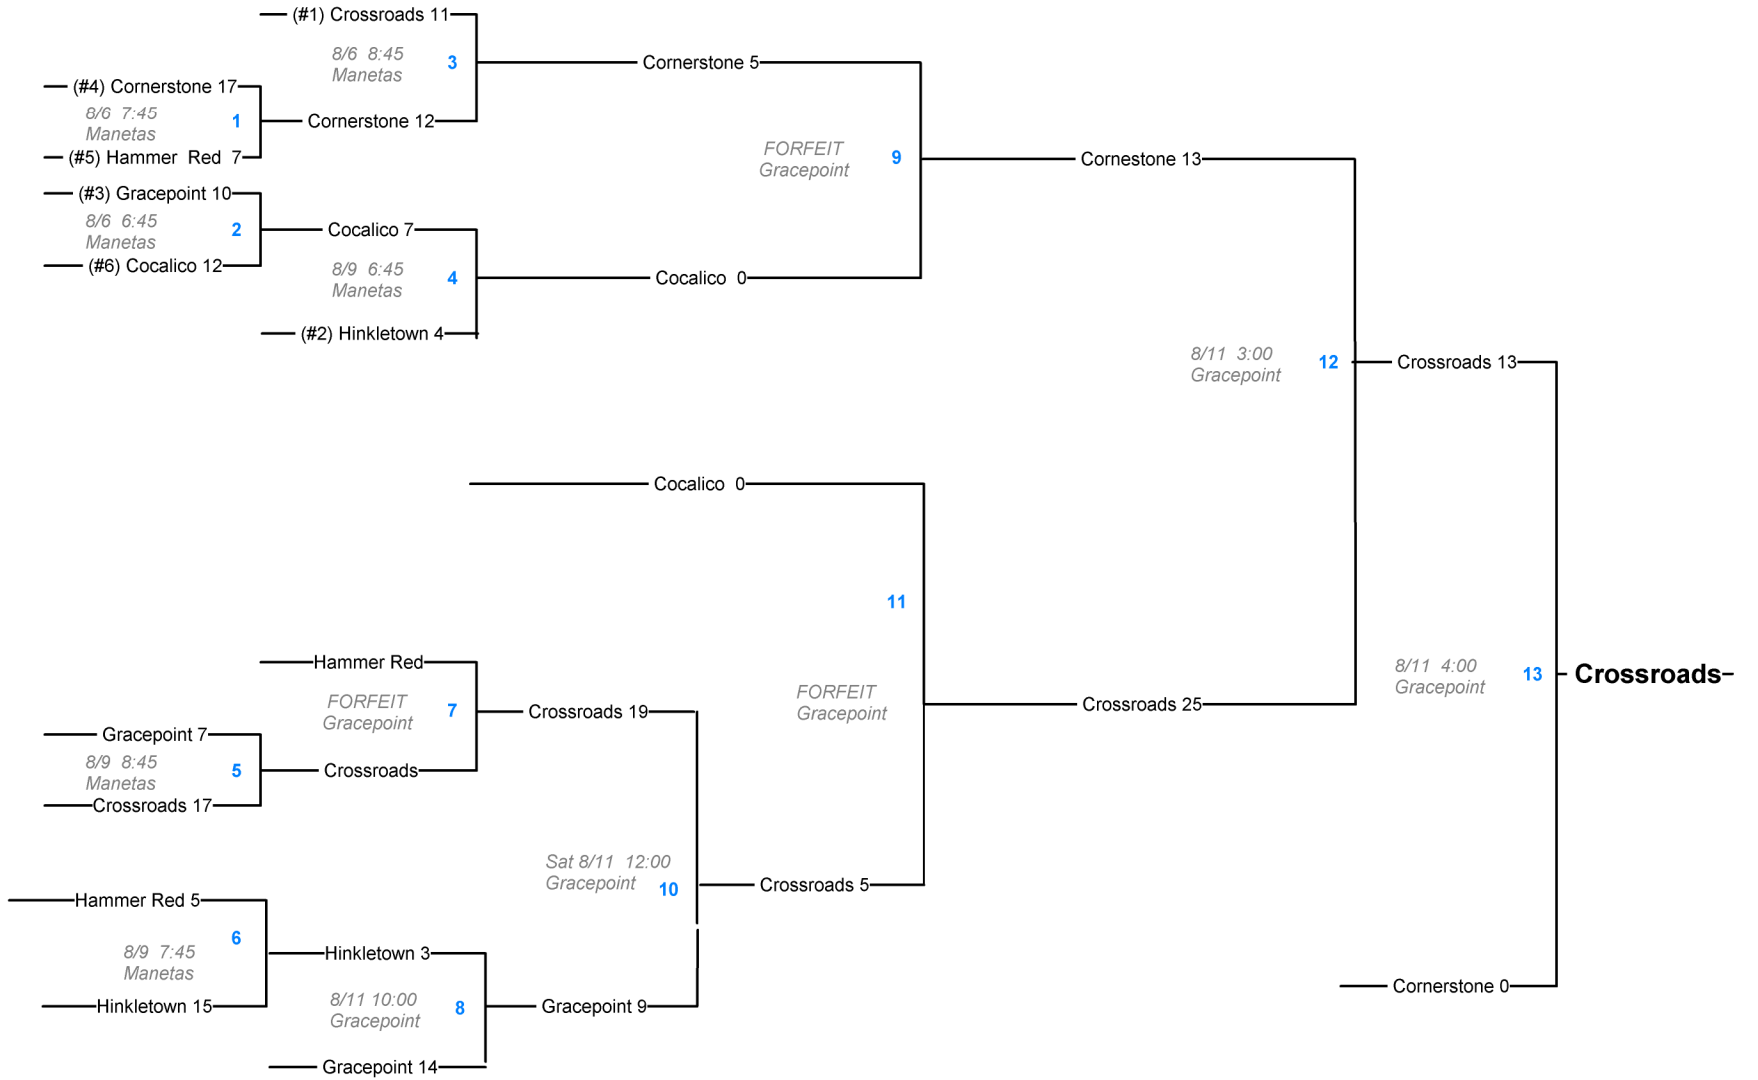 (#1) Crossroads 11
8/6 8:45
Manetas
3
Cornerstone 5
(#4) Cornerstone 17
8/6 7:45
Manetas
1
Cornerstone 12
(#5) Hammer Red 7
FORFEIT
Gracepoint
9
Cornestone 13
(#3) Gracepoint 10
8/6 6:45
Manetas
2
Cocalico 7
(#6) Cocalico 12
8/9 6:45
Manetas
4
Cocalico 0
(#2) Hinkletown 4
8/11 3:00
Gracepoint
12
Crossroads 13
Cocalico 0
11
FORFEIT
Gracepoint
Crossroads 25
Hammer Red
FORFEIT
Gracepoint
7
Crossroads 19
8/11 4:00
Gracepoint
13
Crossroads
Gracepoint 7
8/9 8:45
Manetas
5
Crossroads
Crossroads 17
Sat 8/11 12:00
Gracepoint
10
Crossroads 5
Hammer Red 5
6
8/9 7:45
Manetas
Hinkletown 3
Hinkletown 15
8/11 10:00
Gracepoint
8
Gracepoint 9
Cornerstone 0
Gracepoint 14